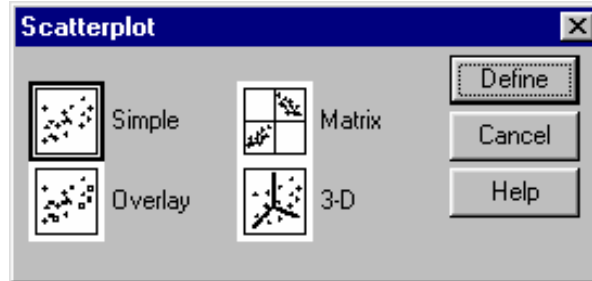 Scatterplot
Simple
Matrix
Overlay
3-D
Define
Cancel
Help